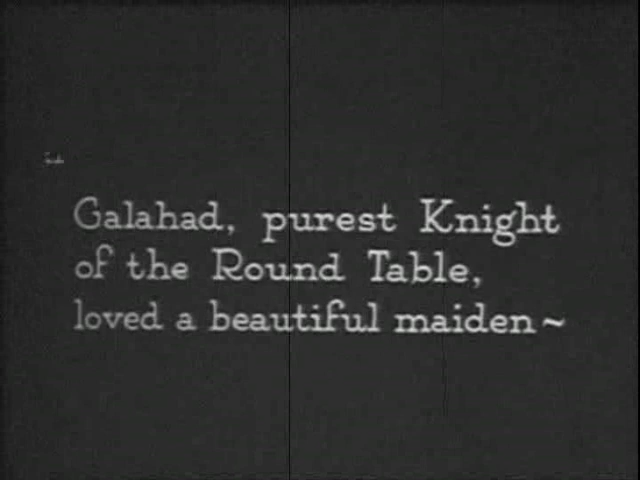 Galahad, purest Knight
of the Round Table,
loved a beautiful maiden~